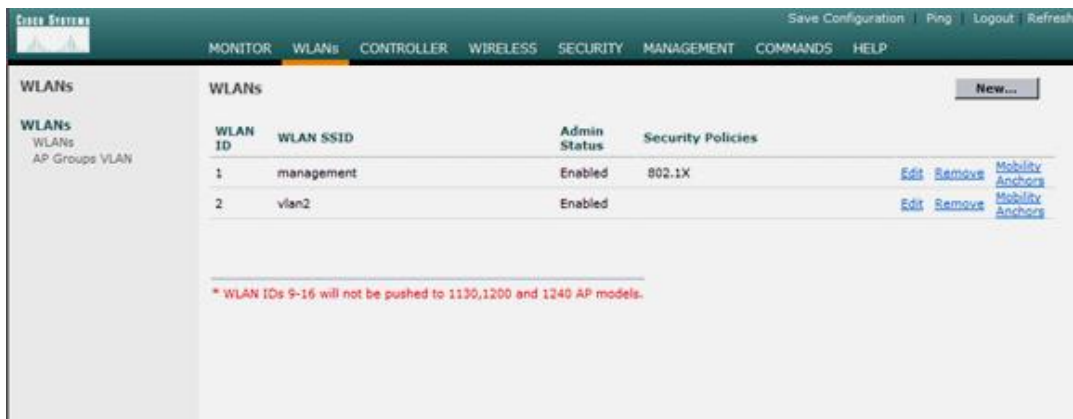 CISCO SYSTEMS
Save Configuration Ping Logout Refresh
MONITOR WLANs CONTROLLER WIRELESS SECURITY MANAGEMENT COMMANDS HELP
WLANs
WLANs
WLANs
AP Groups VLAN
WLANs
New...
WLAN ID WLAN SSID Admin Status Security Policies
1 management Enabled 802.1X Edit Remove Mobility Anchors
2 vlan2 Enabled Edit Remove Mobility Anchors
* WLAN IDs 9-16 will not be pushed to 1130,1200 and 1240 AP models.